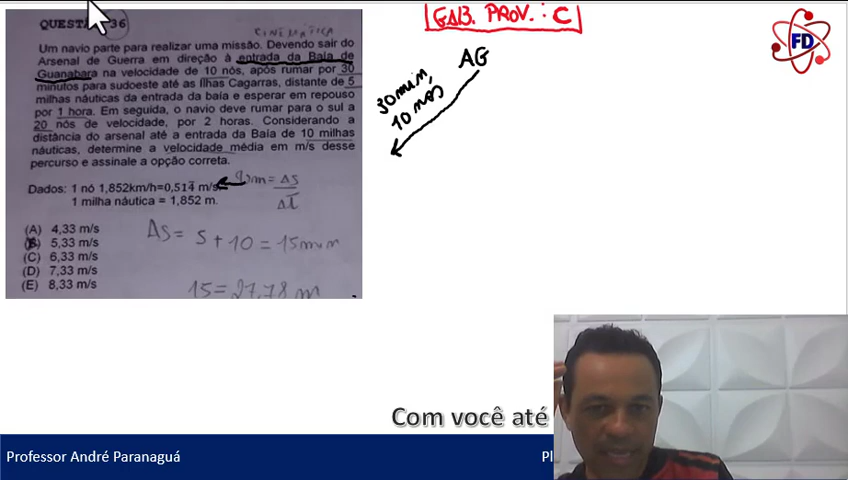 QUESTÃO 36
CINEMÁTICA
Um navio parte para realizar uma missão. Devendo sair do
Arsenal de Guerra em direção à entrada da Baía de
Guanabara na velocidade de 10 nós, após rumar por 30
minutos para sudoeste até as Ilhas Cagarras, distante de 5
milhas náuticas da entrada da baía e esperar em repouso
por 1 hora. Em seguida, o navio deve rumar para o sul a
20 nós de velocidade, por 2 horas. Considerando a
distância do arsenal até a entrada da Baía de 10 milhas
náuticas, determine a velocidade média em m/s desse
percurso e assinale a opção correta.
Dados: 1 nó 1,852km/h=0,514 m/s
1 milha náutica = 1,852 m.
m = Δs
Δt
(A) 4,33 m/s
(B) 5,33 m/s
(C) 6,33 m/s
(D) 7,33 m/s
(E) 8,33 m/s
Δs = 5 + 10 = 15 min
15 = 27,78 m
GAB. PROV.: C
AG
30 min,
10 nós
FD
Com você até
Professor André Paranaguá
Pl